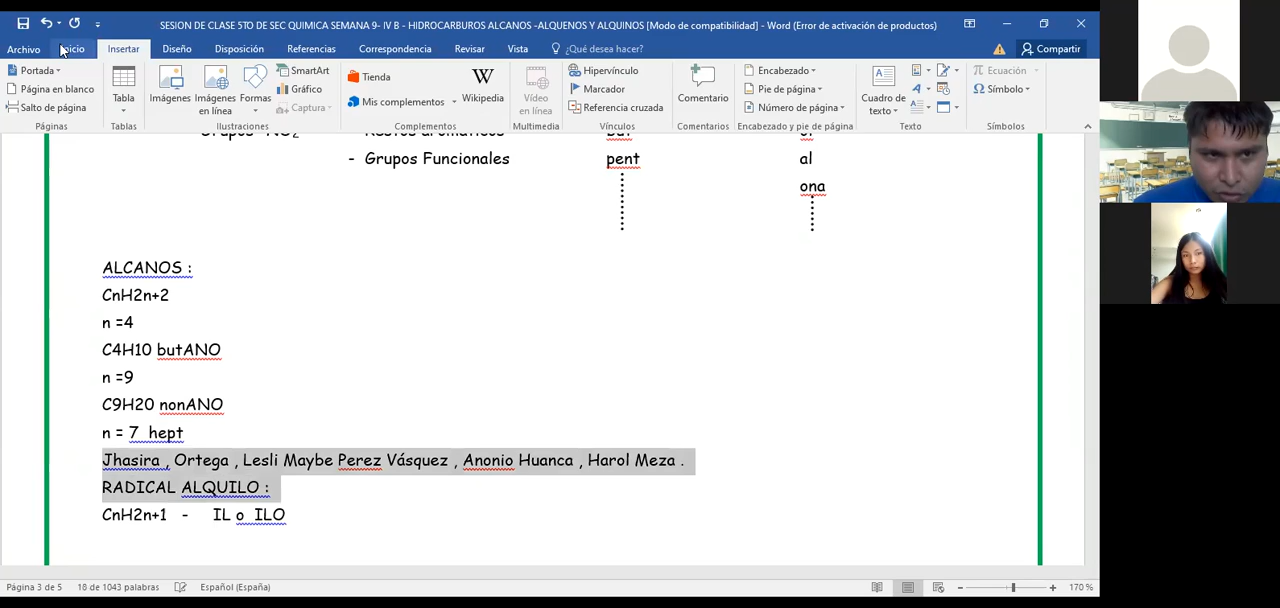 SESION DE CLASE 5TO DE SEC QUIMICA SEMANA 9- IV B - HIDROCARBUROS ALCANOS -ALQUENOS Y ALQUINOS [Modo de compatibilidad] - Word (Error de activación de productos)
Archivo Inicio Insertar Diseño Disposición Referencias Correspondencia Revisar Vista ¿Qué desea hacer? Compartir
Portada
Página en blanco
Salto de página
Páginas
Tabla
Tablas
Imágenes
Imágenes en línea
Formas
SmartArt
Gráfico
Captura
Ilustraciones
Tienda
Mis complementos
W
Wikipedia
Complementos
Vídeo en línea
Multimedia
Hipervínculo
Marcador
Referencia cruzada
Vínculos
Comentario
Comentarios
Encabezado
Pie de página
Número de página
Encabezado y pie de página
Cuadro de texto
Texto
Ecuación
Símbolo
Símbolos
Grupos -NO2 - Restos aromáticos but ol
- Grupos Funcionales pent al
ona
ALCANOS :
CnH2n+2
n =4
C4H10 butANO
n =9
C9H20 nonANO
n = 7 hept
Jhasira , Ortega , Lesli Maybe Perez Vásquez , Anonio Huanca , Harol Meza .
RADICAL ALQUILO :
CnH2n+1 - IL o ILO
Página 3 de 5 18 de 1043 palabras Español (España) 170 %